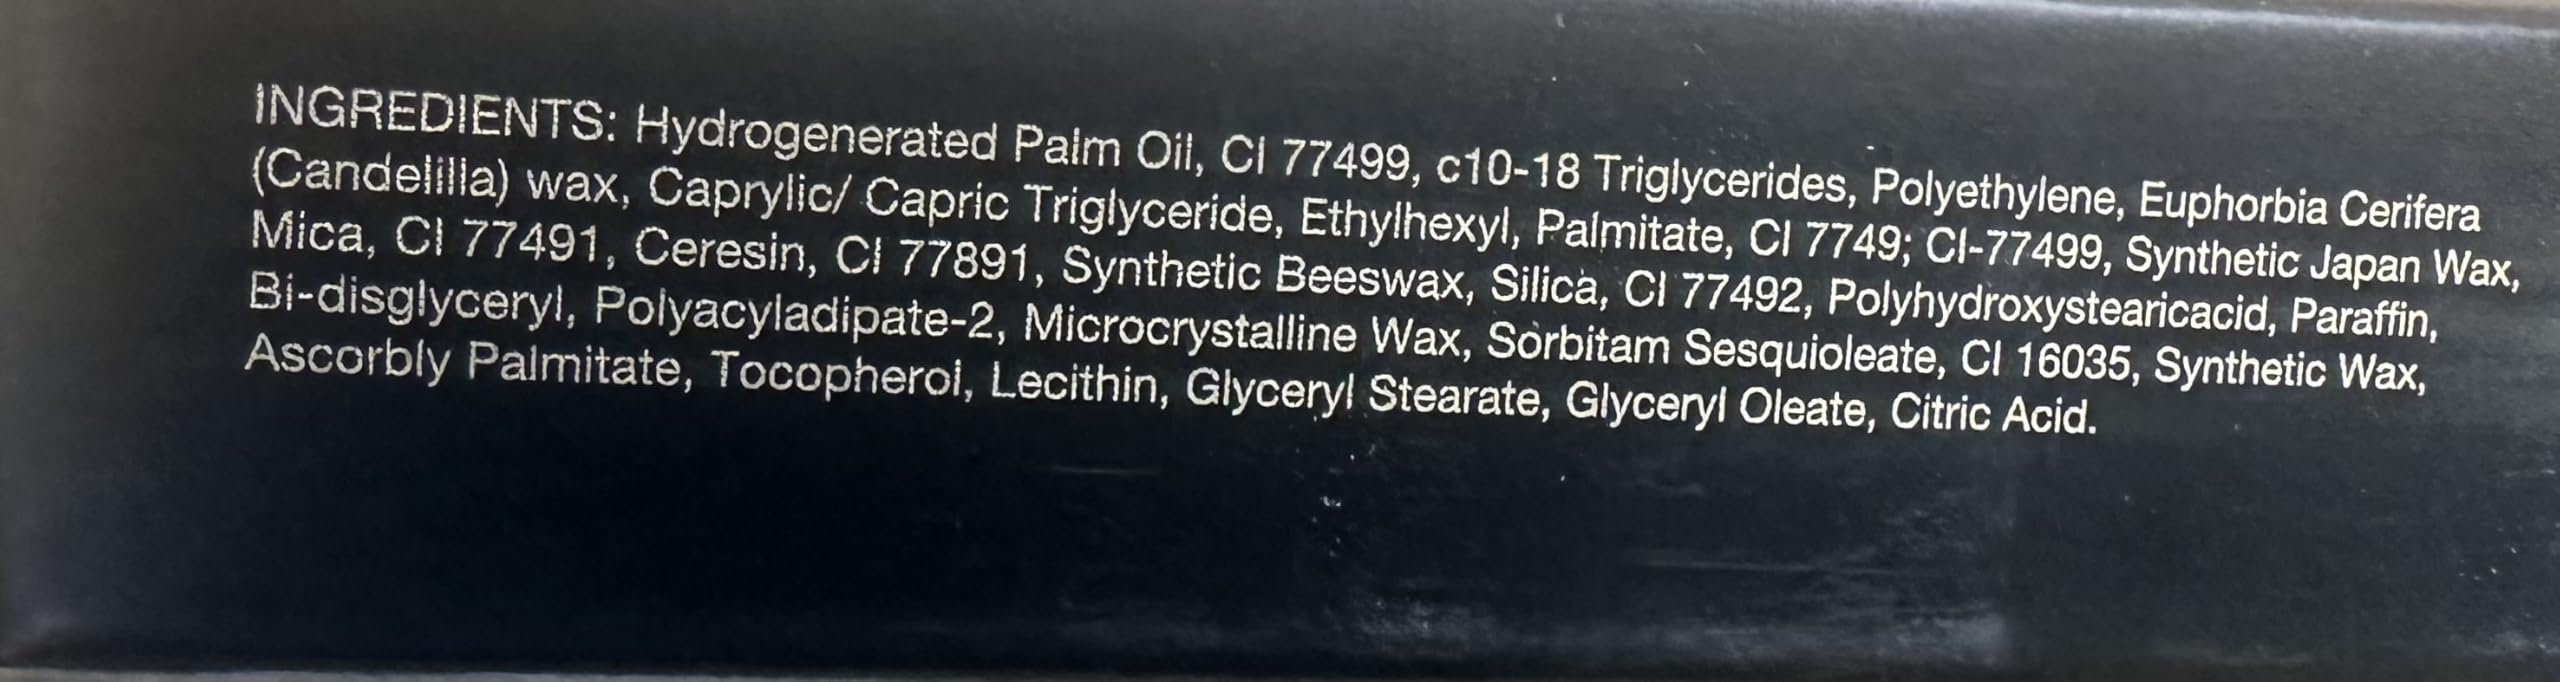 INGREDIENTS: Hydrogenerated Palm Oil, CI 77499, c10-18 Triglycerides, Polyethylene, Euphorbia Cerifera
(Candelilla) wax, Caprylic/ Capric Triglyceride, Ethylhexyl, Palmitate, CI 7749; CI-77499, Synthetic Japan Wax,
Mica, CI 77491, Ceresin, CI 77891, Synthetic Beeswax, Silica, CI 77492, Polyhydroxystearicacid, Paraffin,
Bi-disglyceryl, Polyacyladipate-2, Microcrystalline Wax, Sorbitam Sesquioleate, CI 16035, Synthetic Wax,
Ascorbly Palmitate, Tocopherol, Lecithin, Glyceryl Stearate, Glyceryl Oleate, Citric Acid.